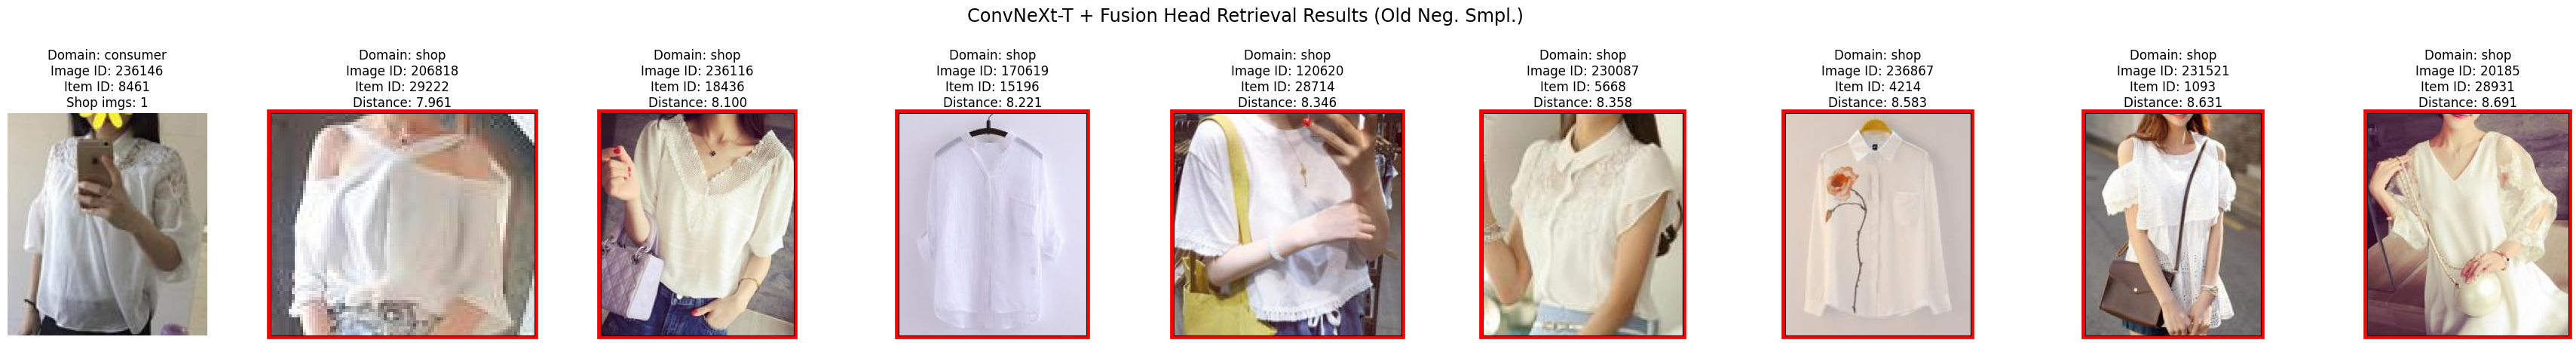 ConvNeXt-T + Fusion Head Retrieval Results (Old Neg. Smpl.)
Domain: consumer
Image ID: 236146
Item ID: 8461
Shop imgs: 1
Domain: shop
Image ID: 206818
Item ID: 29222
Distance: 7.961
Domain: shop
Image ID: 236116
Item ID: 18436
Distance: 8.100
Domain: shop
Image ID: 170619
Item ID: 15196
Distance: 8.221
Domain: shop
Image ID: 120620
Item ID: 28714
Distance: 8.346
Domain: shop
Image ID: 230087
Item ID: 5668
Distance: 8.358
Domain: shop
Image ID: 236867
Item ID: 4214
Distance: 8.583
Domain: shop
Image ID: 231521
Item ID: 1093
Distance: 8.631
Domain: shop
Image ID: 20185
Item ID: 28931
Distance: 8.691